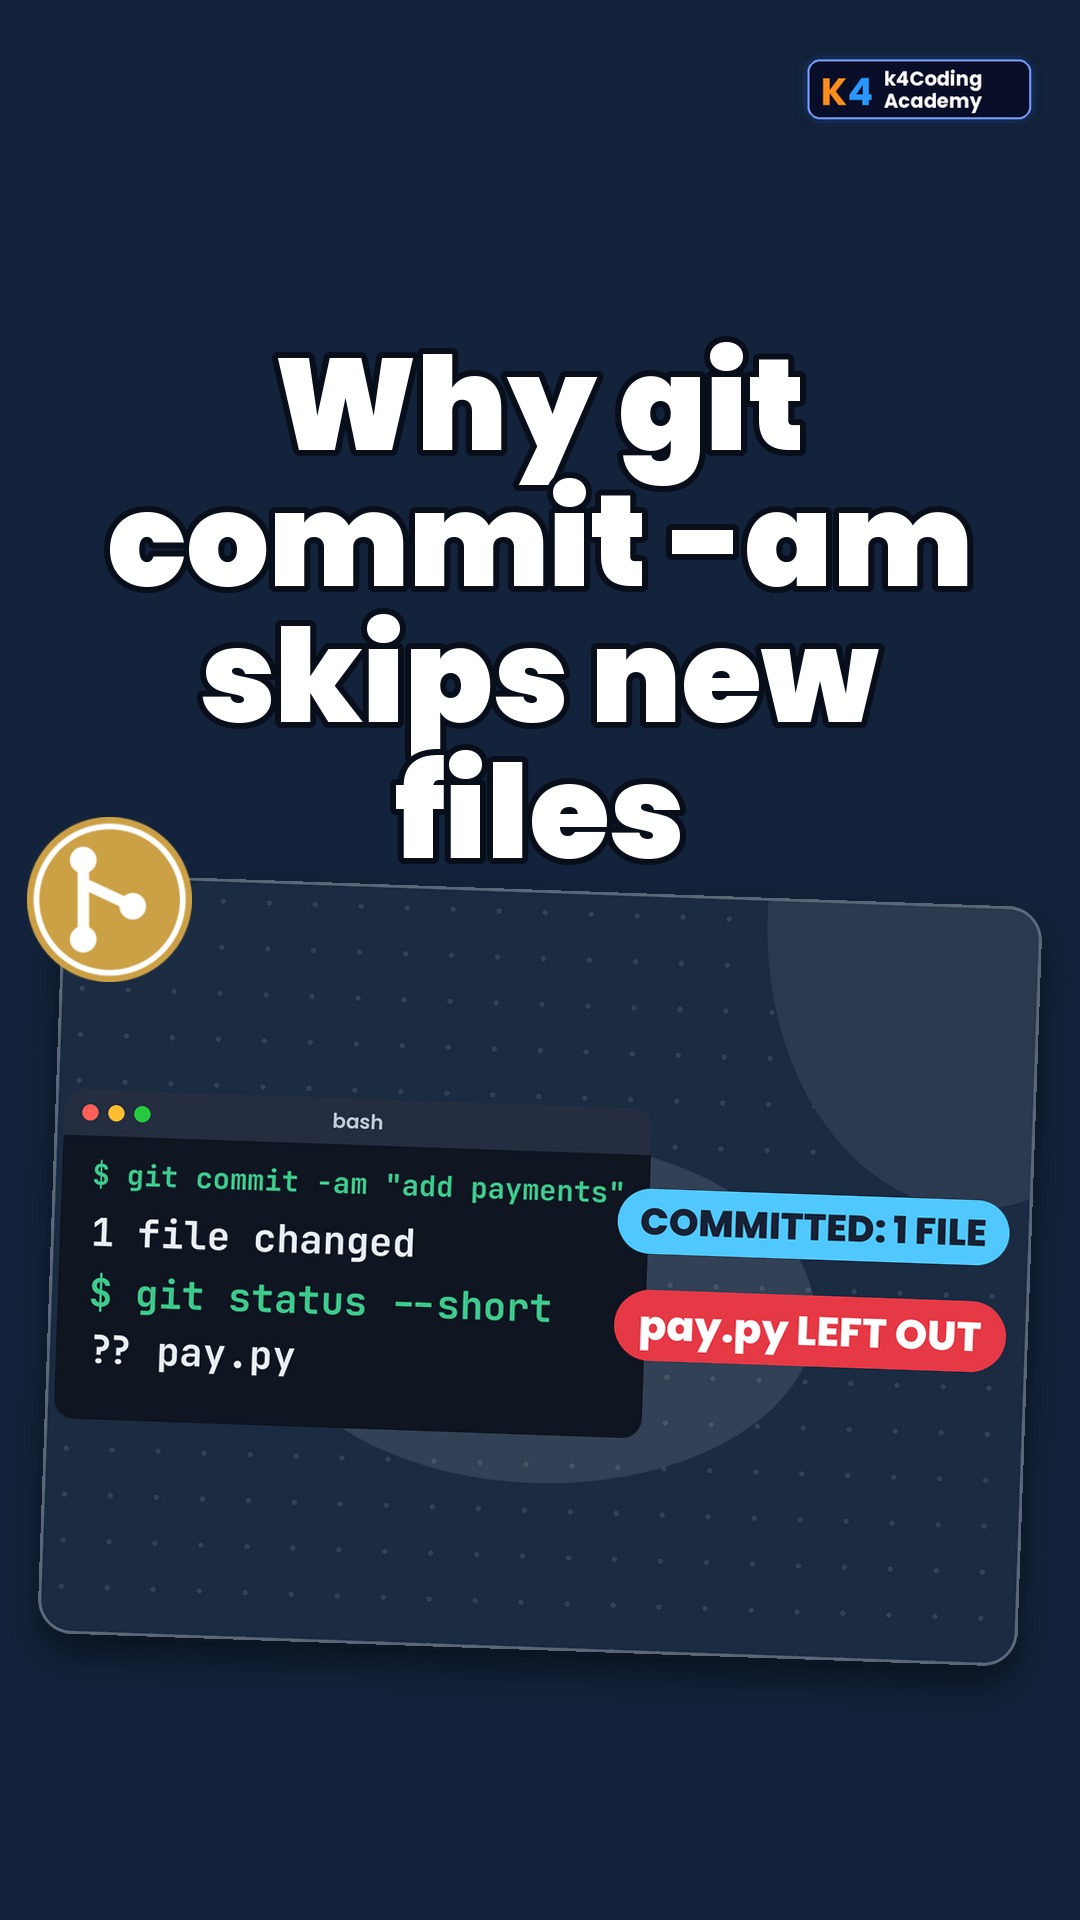 K4 k4Coding
Academy
Why git
commit -am
skips new
files
bash
$ git commit -am "add payments"
1 file changed
$ git status --short
?? pay.py
COMMITTED: 1 FILE
pay.py LEFT OUT